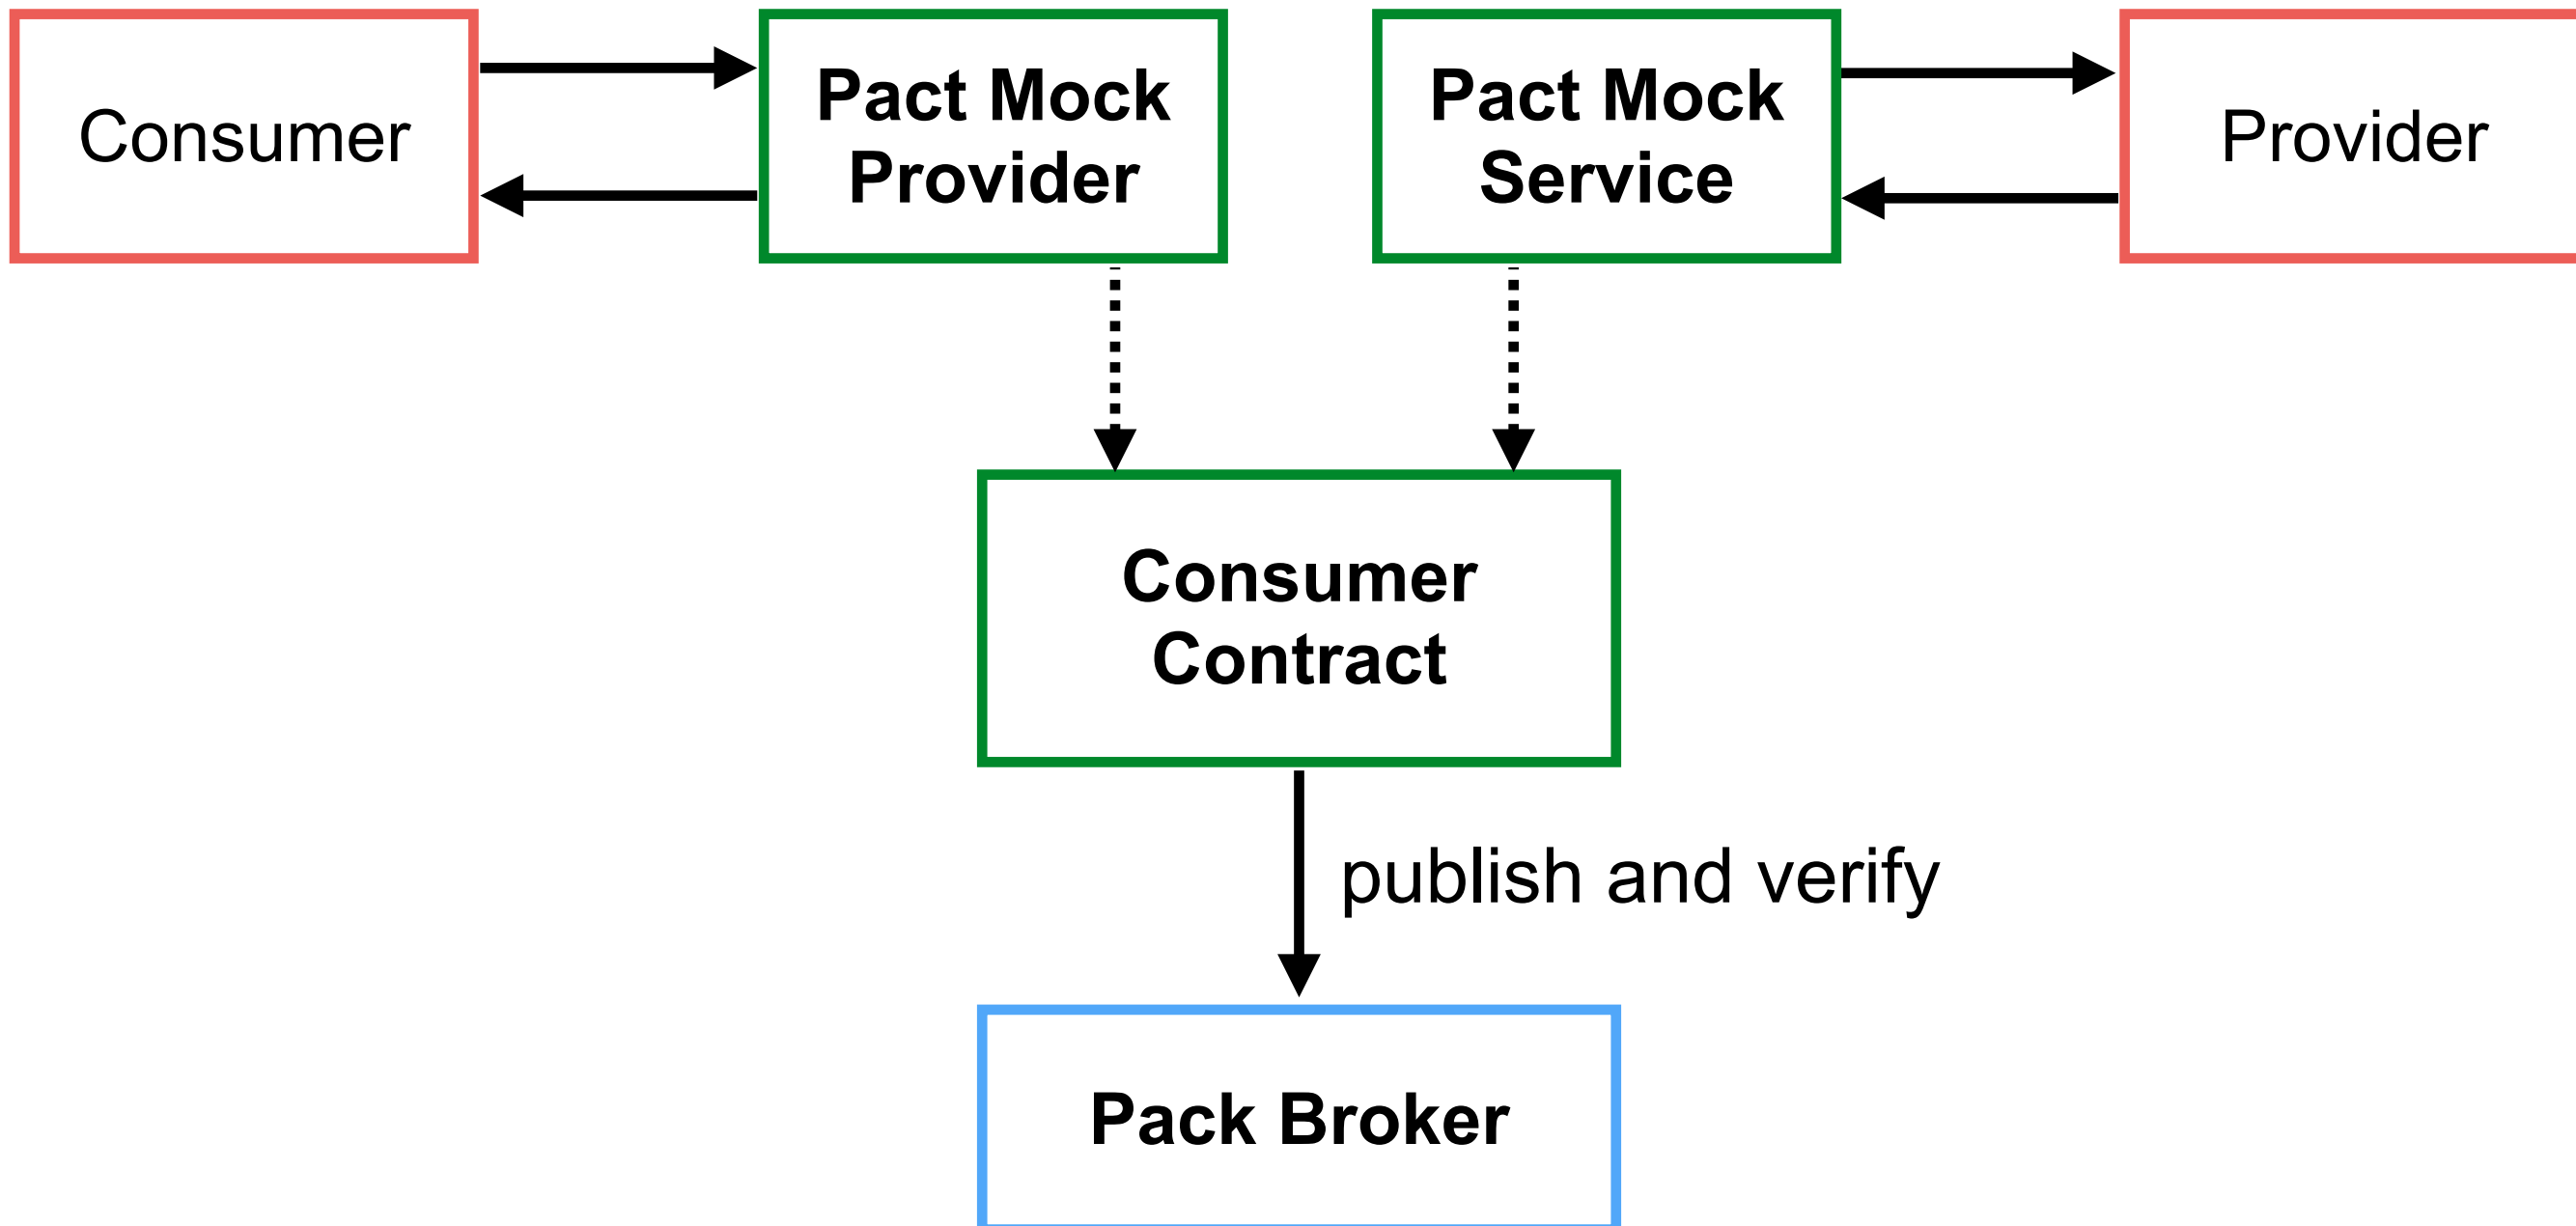 Consumer
Pact Mock
Provider
Pact Mock
Service
Provider
Consumer
Contract
publish and verify
Pack Broker